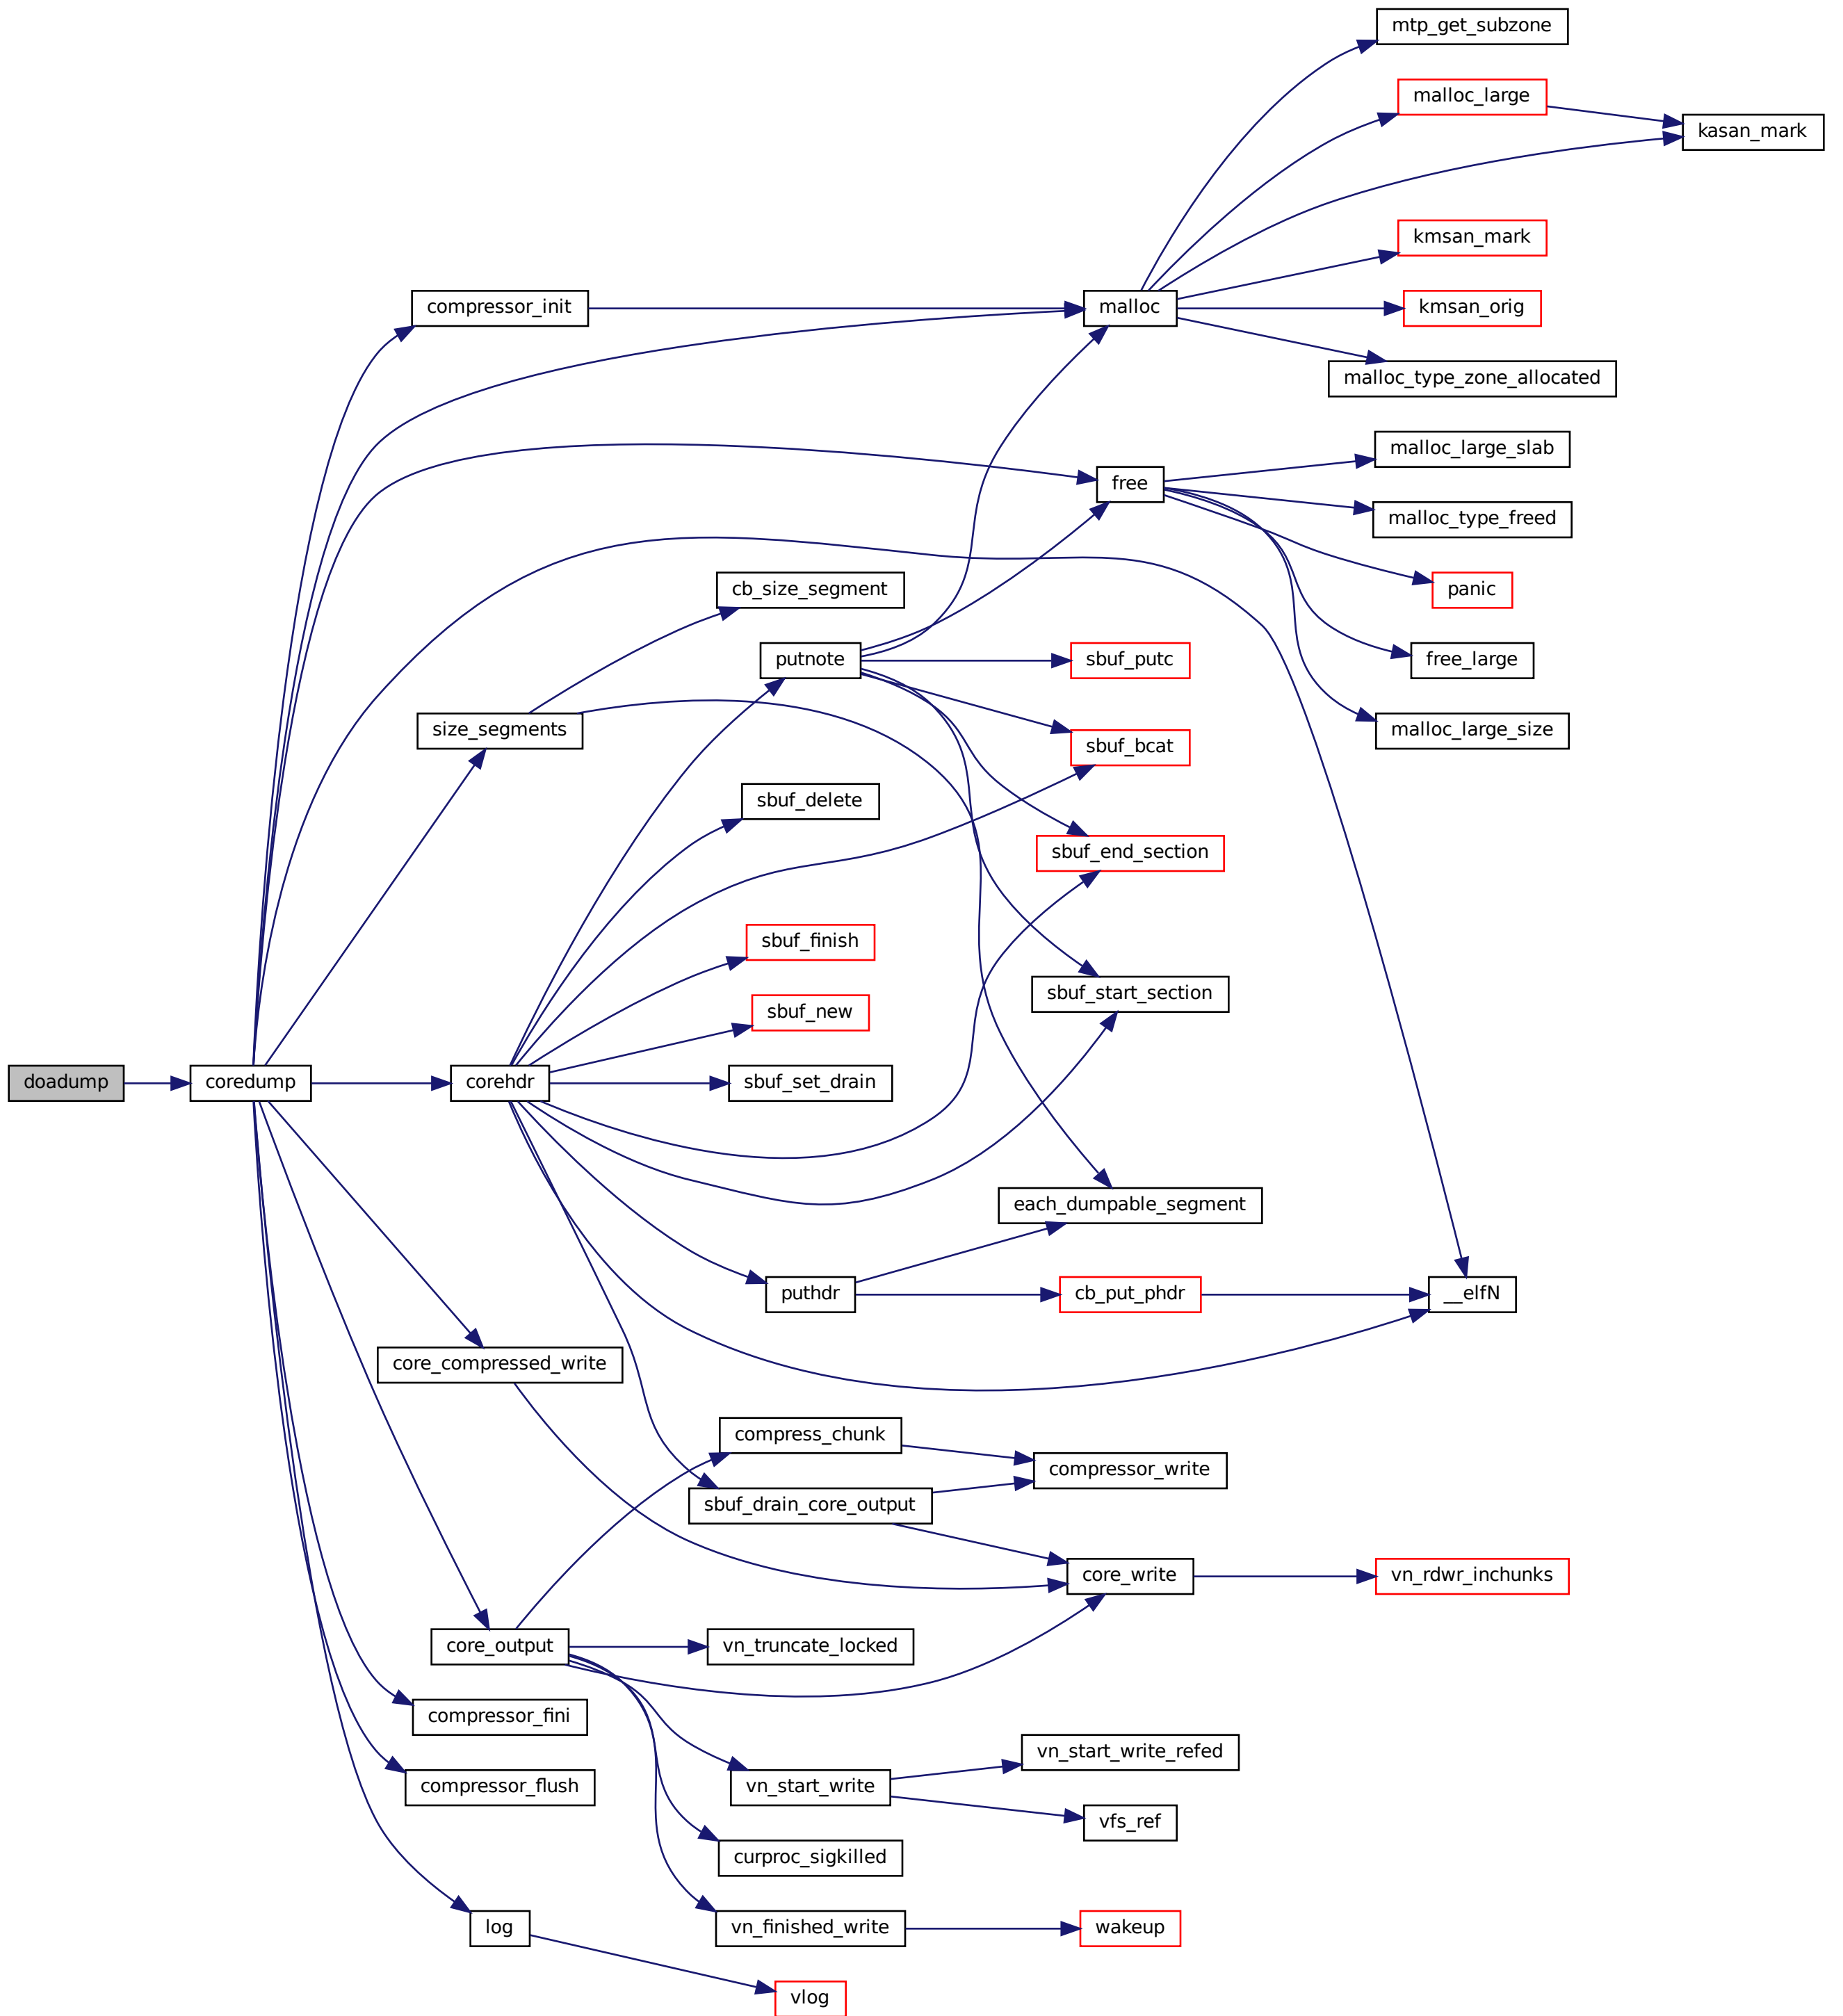 mtp_get_subzone
malloc_large
kasan_mark
kmsan_mark
compressor_init
malloc
kmsan_orig
malloc_type_zone_allocated
malloc_large_slab
free
malloc_type_freed
cb_size_segment
panic
putnote
sbuf_putc
free_large
size_segments
sbuf_bcat
malloc_large_size
sbuf_delete
sbuf_end_section
sbuf_finish
sbuf_start_section
sbuf_new
doadump
coredump
corehdr
sbuf_set_drain
each_dumpable_segment
puthdr
cb_put_phdr
__elfN
core_compressed_write
compress_chunk
compressor_write
sbuf_drain_core_output
core_write
vn_rdwr_inchunks
core_output
vn_truncate_locked
compressor_fini
vn_start_write_refed
compressor_flush
vn_start_write
vfs_ref
curproc_sigkilled
log
vn_finished_write
wakeup
vlog